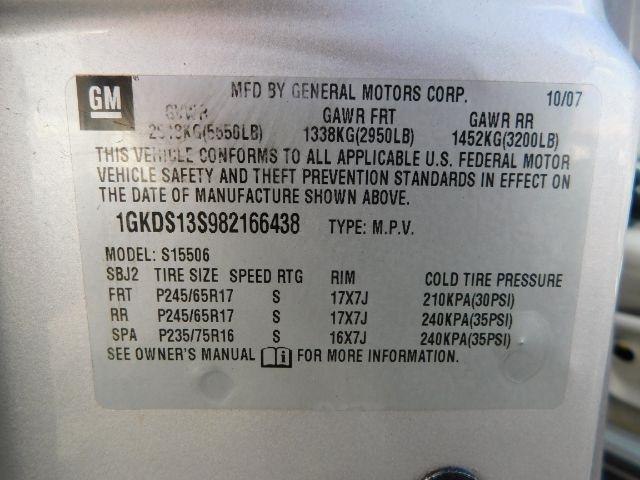 GM MFD BY GENERAL MOTORS CORP. 10/07
GVWR GAWR FRT GAWR RR
(5550LB) 1338KG(2950LB) 1452KG(3200LB)
THIS VEHICLE CONFORMS TO ALL APPLICABLE U.S. FEDERAL MOTOR
VEHICLE SAFETY AND THEFT PREVENTION STANDARDS IN EFFECT ON
THE DATE OF MANUFACTURE SHOWN ABOVE.
1GKDS13S982166438 TYPE: M.P.V.
MODEL: S15506
SBJ2 TIRE SIZE SPEED RTG RIM COLD TIRE PRESSURE
FRT P245/65R17 S 17X7J 210KPA(30PSI)
RR P245/65R17 S 17X7J 240KPA(35PSI)
SPA P235/75R16 S 16X7J 240KPA(35PSI)
SEE OWNER'S MANUAL i FOR MORE INFORMATION.